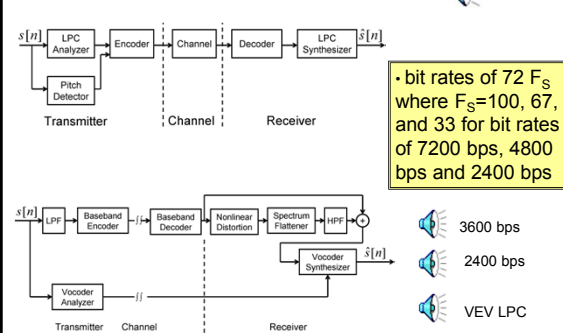 s[n]
LPC Analyzer
Encoder
Channel
Decoder
LPC Synthesizer
ŝ[n]
Pitch Detector
Transmitter
Channel
Receiver
• bit rates of 72 F_S
where F_S=100, 67,
and 33 for bit rates
of 7200 bps, 4800
bps and 2400 bps
s[n]
LPF
Baseband Encoder
Baseband Decoder
Nonlinear Distortion
Spectrum Flattener
HPF
+
Vocoder Synthesizer
ŝ[n]
Vocoder Analyzer
Transmitter
Channel
Receiver
3600 bps
2400 bps
VEV LPC